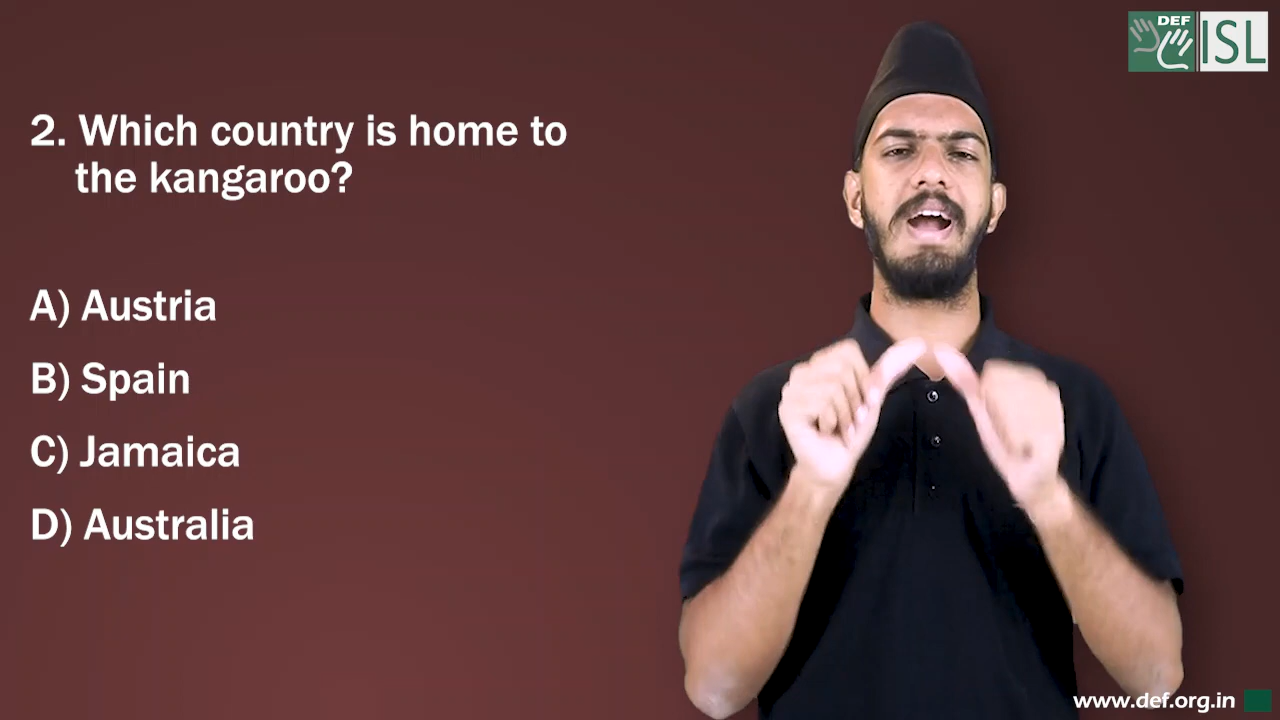 DEF
ISL
2. Which country is home to
the kangaroo?
A) Austria
B) Spain
C) Jamaica
D) Australia
www.def.org.in